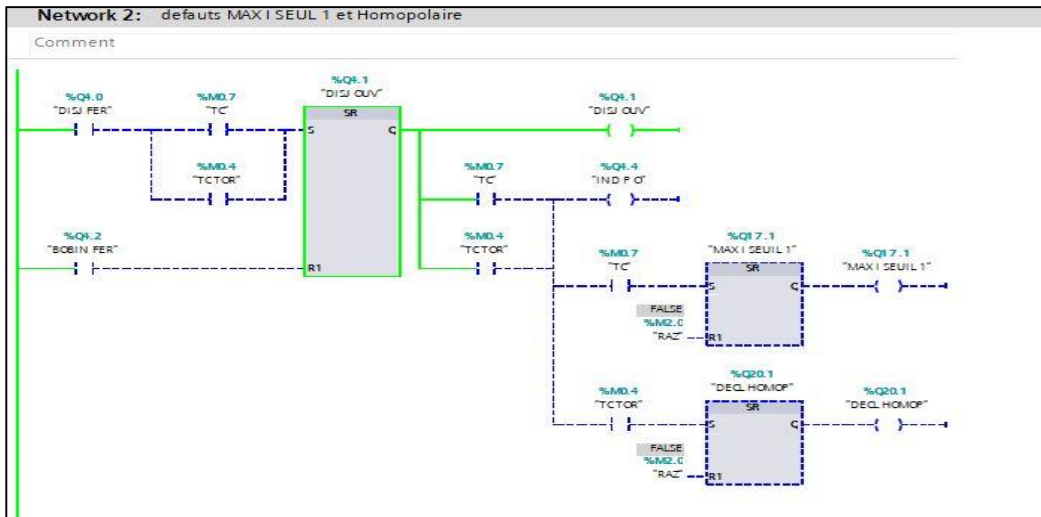 Network 2: defauts MAX I SEUL 1 et Homopolaire
Comment
%Q4.0
"DISJ FER"
%M0.7
"TC"
%Q4.1
"DISJ OUV"
SR
S
Q
R1
%Q4.1
"DISJ OUV"
%M0.4
"TCTOR"
%M0.7
"TC"
%Q4.4
"IND P O"
%Q4.2
"BOBIN FER"
%M0.4
"TCTOR"
%M0.7
"TC"
%Q17.1
"MAX I SEUIL 1"
SR
S
Q
%Q17.1
"MAX I SEUIL 1"
FALSE
%M2.0
"RAZ"
R1
%M0.4
"TCTOR"
%Q20.1
"DECL HOMOP"
SR
S
Q
%Q20.1
"DECL HOMOP"
FALSE
%M2.0
"RAZ"
R1